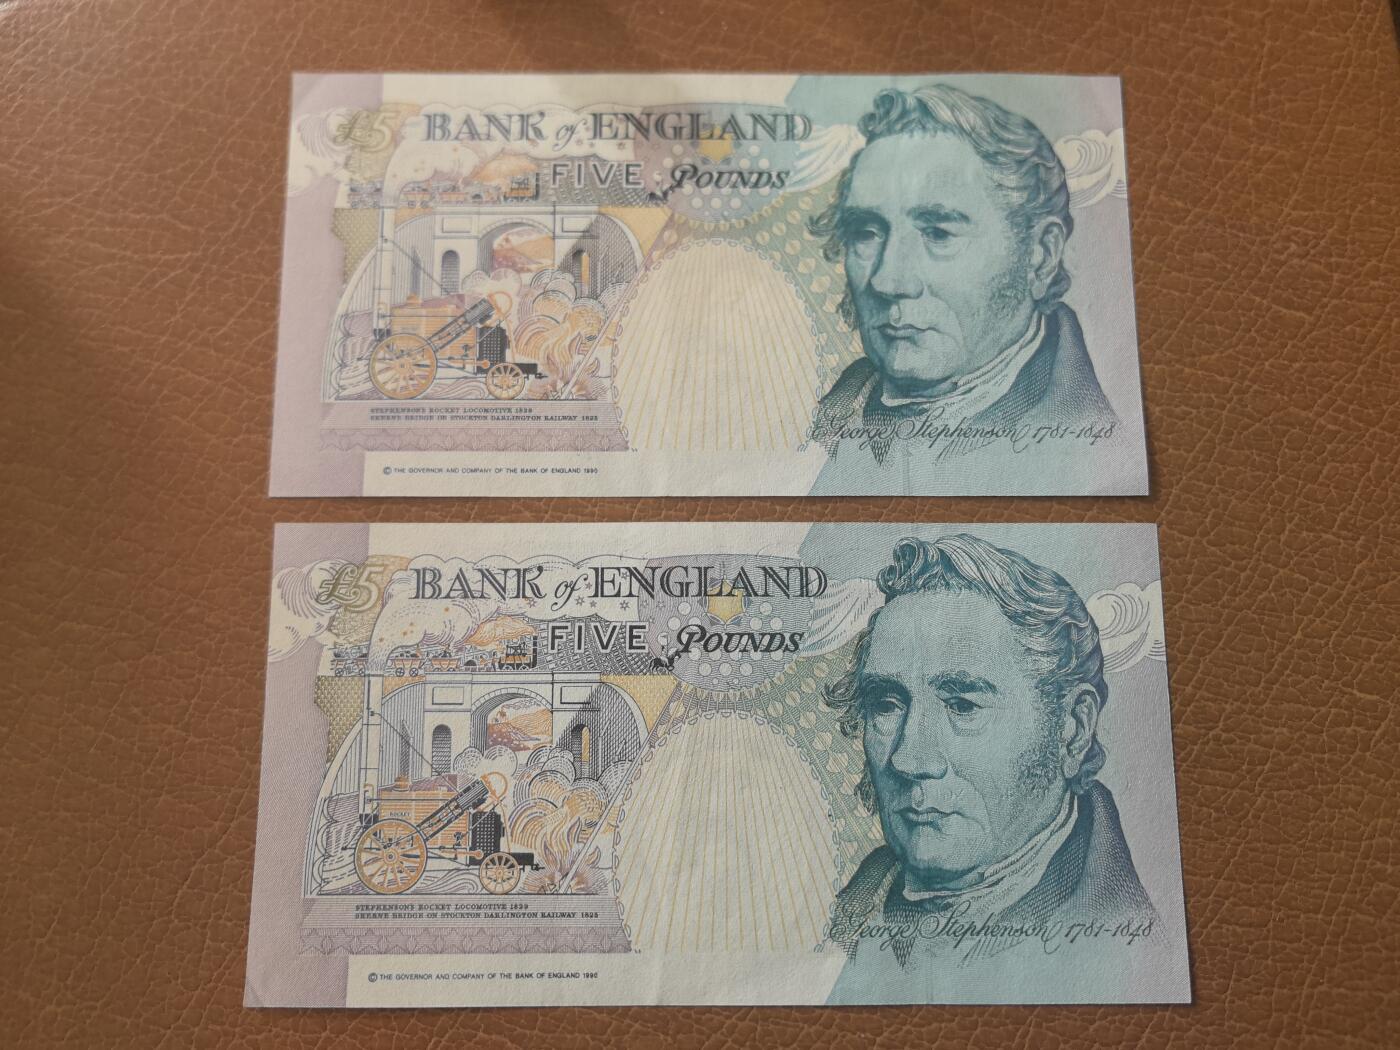 £5
BANK of ENGLAND
FIVE POUNDS
STEPHENSON'S ROCKET LOCOMOTIVE 1829
SKERNE BRIDGE ON STOCKTON DARLINGTON RAILWAY 1825
George Stephenson 1781-1848
© THE GOVERNOR AND COMPANY OF THE BANK OF ENGLAND 1990
£5
BANK of ENGLAND
FIVE POUNDS
ROCKET
STEPHENSON'S ROCKET LOCOMOTIVE 1829
SKERNE BRIDGE ON STOCKTON DARLINGTON RAILWAY 1825
George Stephenson 1781-1848
© THE GOVERNOR AND COMPANY OF THE BANK OF ENGLAND 1990